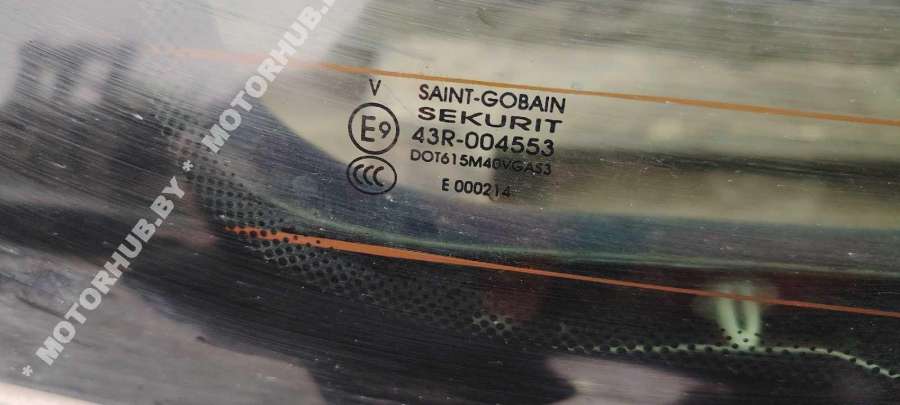 V
SAINT-GOBAIN
SEKURIT
E9
43R-004553
DOT615M40VGAS3
CCC
E 000214
* MOTORHUB.BY * MOTORHUB.BY